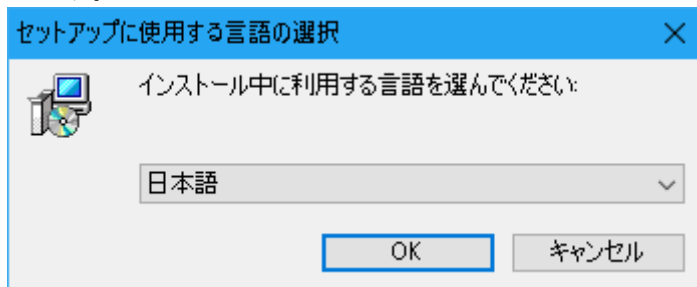 セットアップに使用する言語の選択
インストール中に利用する言語を選んでください:
日本語
OK キャンセル